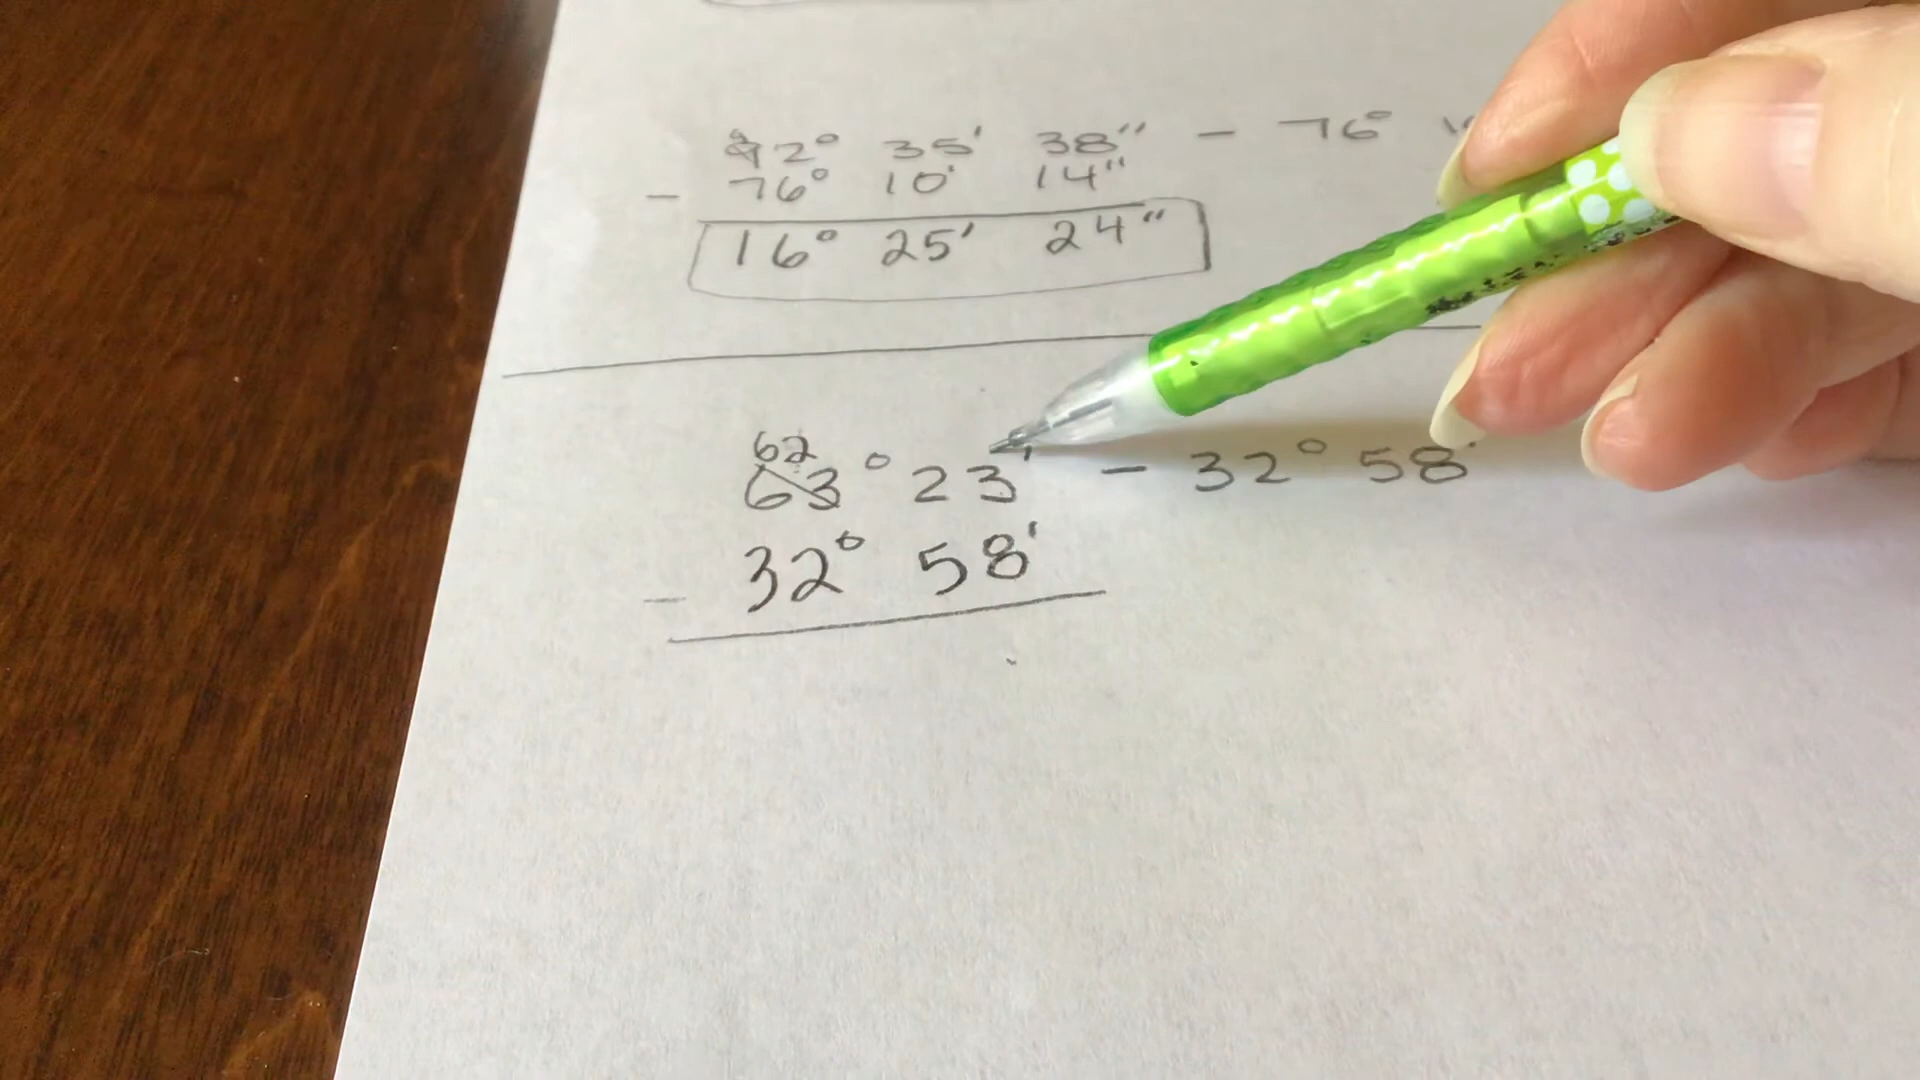 92° 35' 38" - 76°
- 76° 10' 14"
16° 25' 24"
62
63° 23' - 32° 58'
- 32° 58'